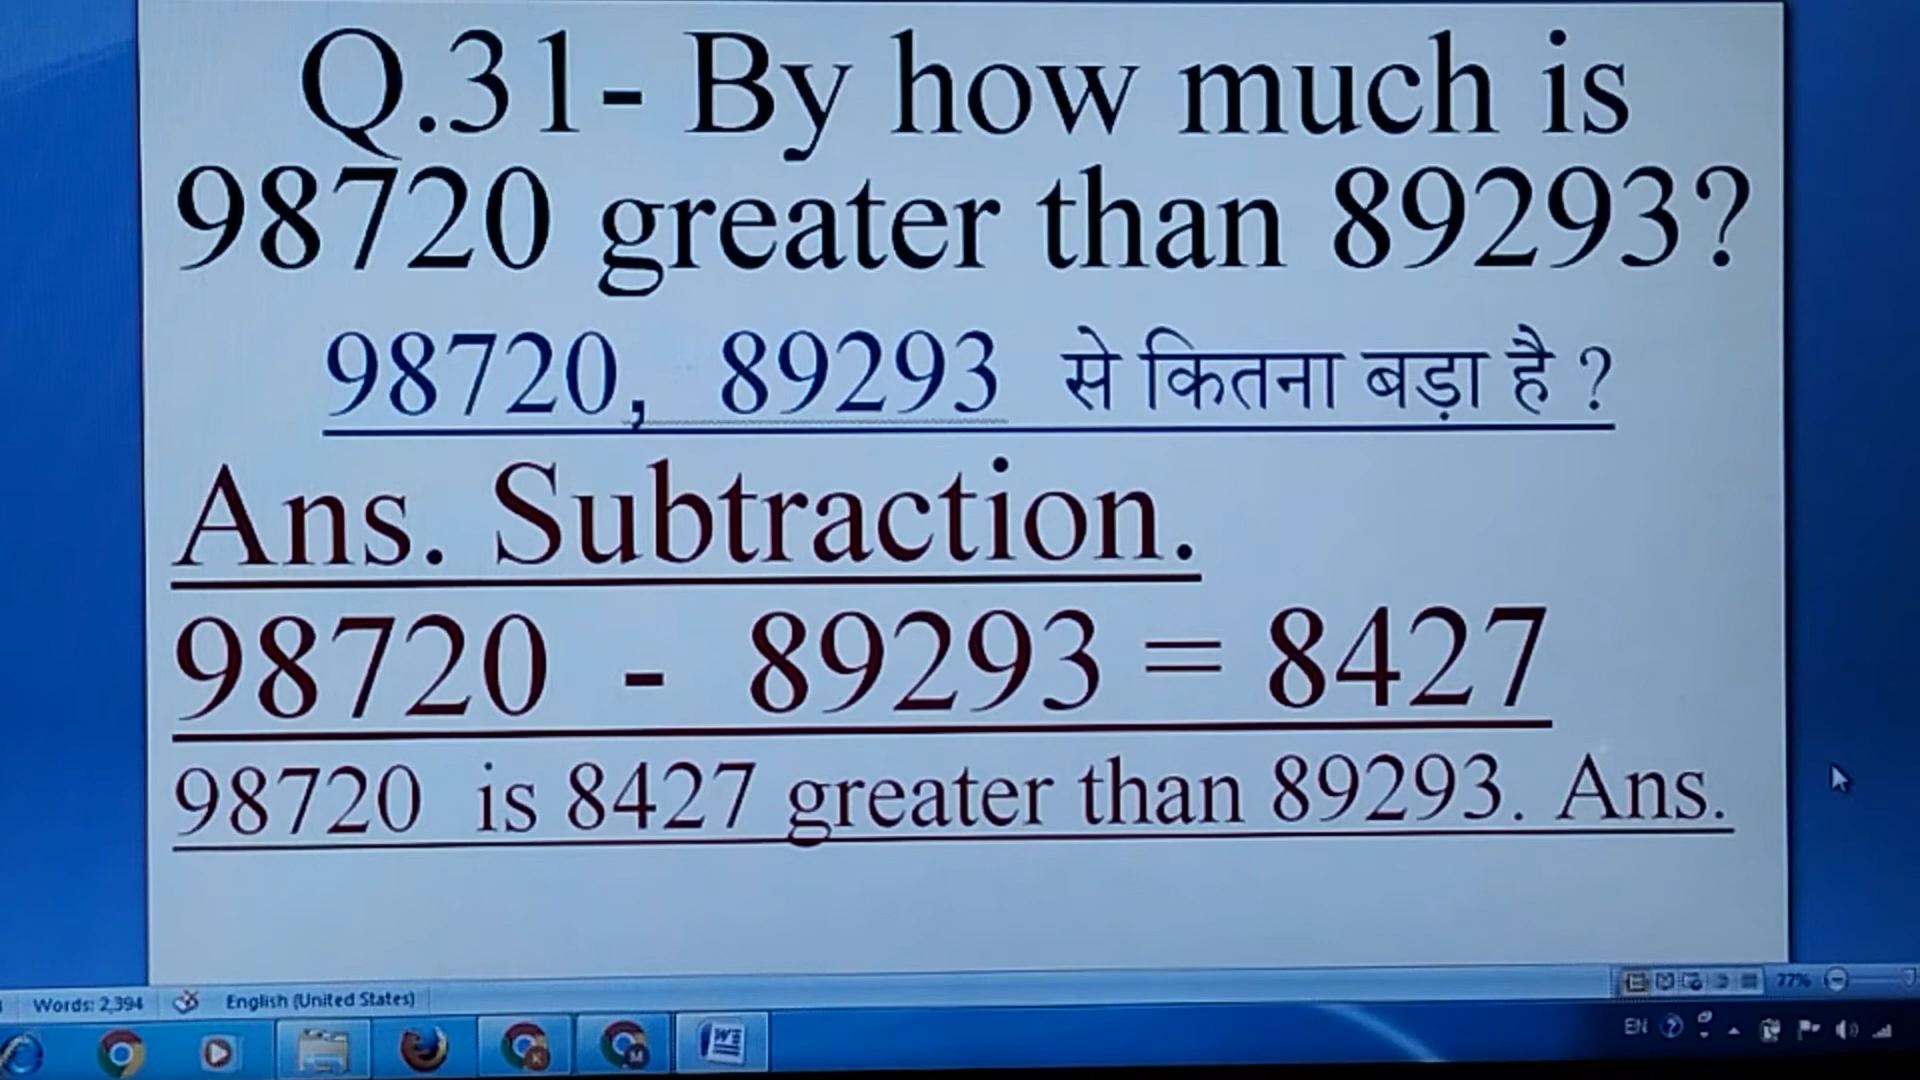 Q.31- By how much is
98720 greater than 89293?
98720, 89293 से कितना बड़ा है ?
Ans. Subtraction.
98720 - 89293 = 8427
98720 is 8427 greater than 89293. Ans.
Words: 2,394 English (United States) 77%
EN